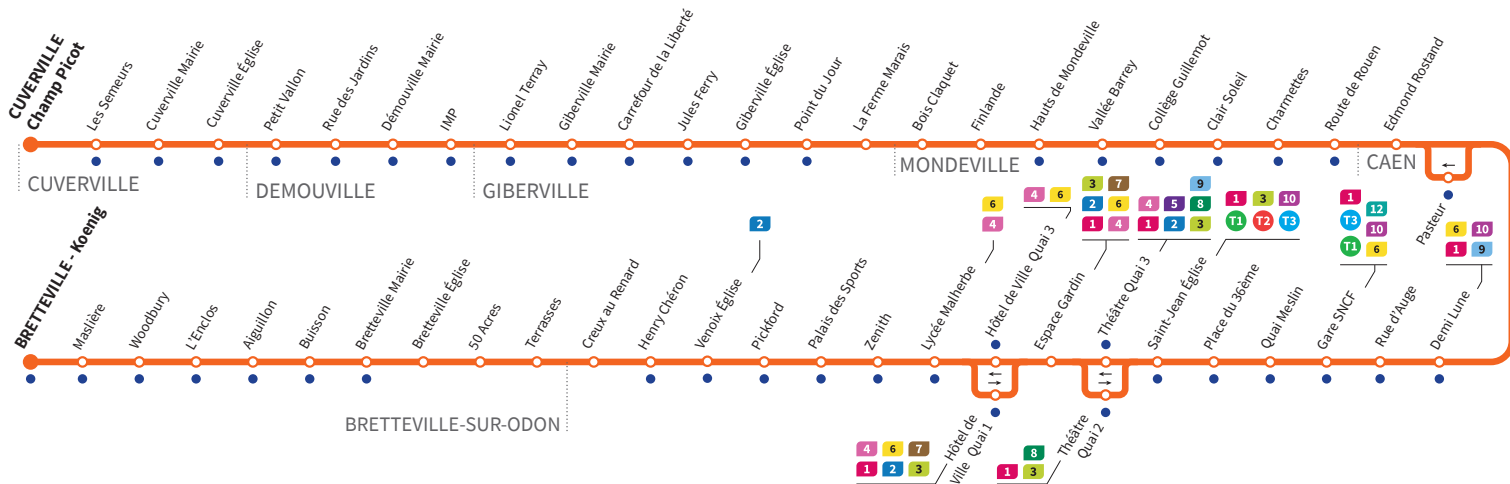 CUVERVILLE
Champ Picot
Les Semeurs
Cuverville Mairie
Cuverville Église
Petit Vallon
Rue des Jardins
Démouville Mairie
IMP
Lionel Terray
Giberville Mairie
Carrefour de la Liberté
Jules Ferry
Giberville Église
Point du Jour
La Ferme Marais
Bois Claquet
Finlande
Hauts de Mondeville
Vallée Barrey
Collège Guillemot
Clair Soleil
Charmettes
Route de Rouen
Edmond Rostand
CUVERVILLE
DEMOUVILLE
GIBERVILLE
MONDEVILLE
CAEN
←
Pasteur
BRETTEVILLE - Koenig
Maslière
Woodbury
L'Enclos
Aiguillon
Buisson
Bretteville Mairie
Bretteville Église
50 Acres
Terrasses
Creux au Renard
Henry Chéron
Venoix Église
2
Pickford
Palais des Sports
Zenith
Lycée Malherbe
6
4
Hôtel de Ville Quai 3
4 6
Espace Gardin
3 7
2 6
1 4
Théâtre Quai 3
9
4 5 8
1 2 3
Saint-Jean Église
1 3 10
T1 T2 T3
Place du 36ème
Quai Meslin
Gare SNCF
1
T3 12
10
T1 6
Rue d'Auge
Demi Lune
6 10
1 9
←
→
←
→
BRETTEVILLE-SUR-ODON
4 6 7
1 2 3
Hôtel de
Ville Quai 1
8
1 3
Théâtre
Quai 2